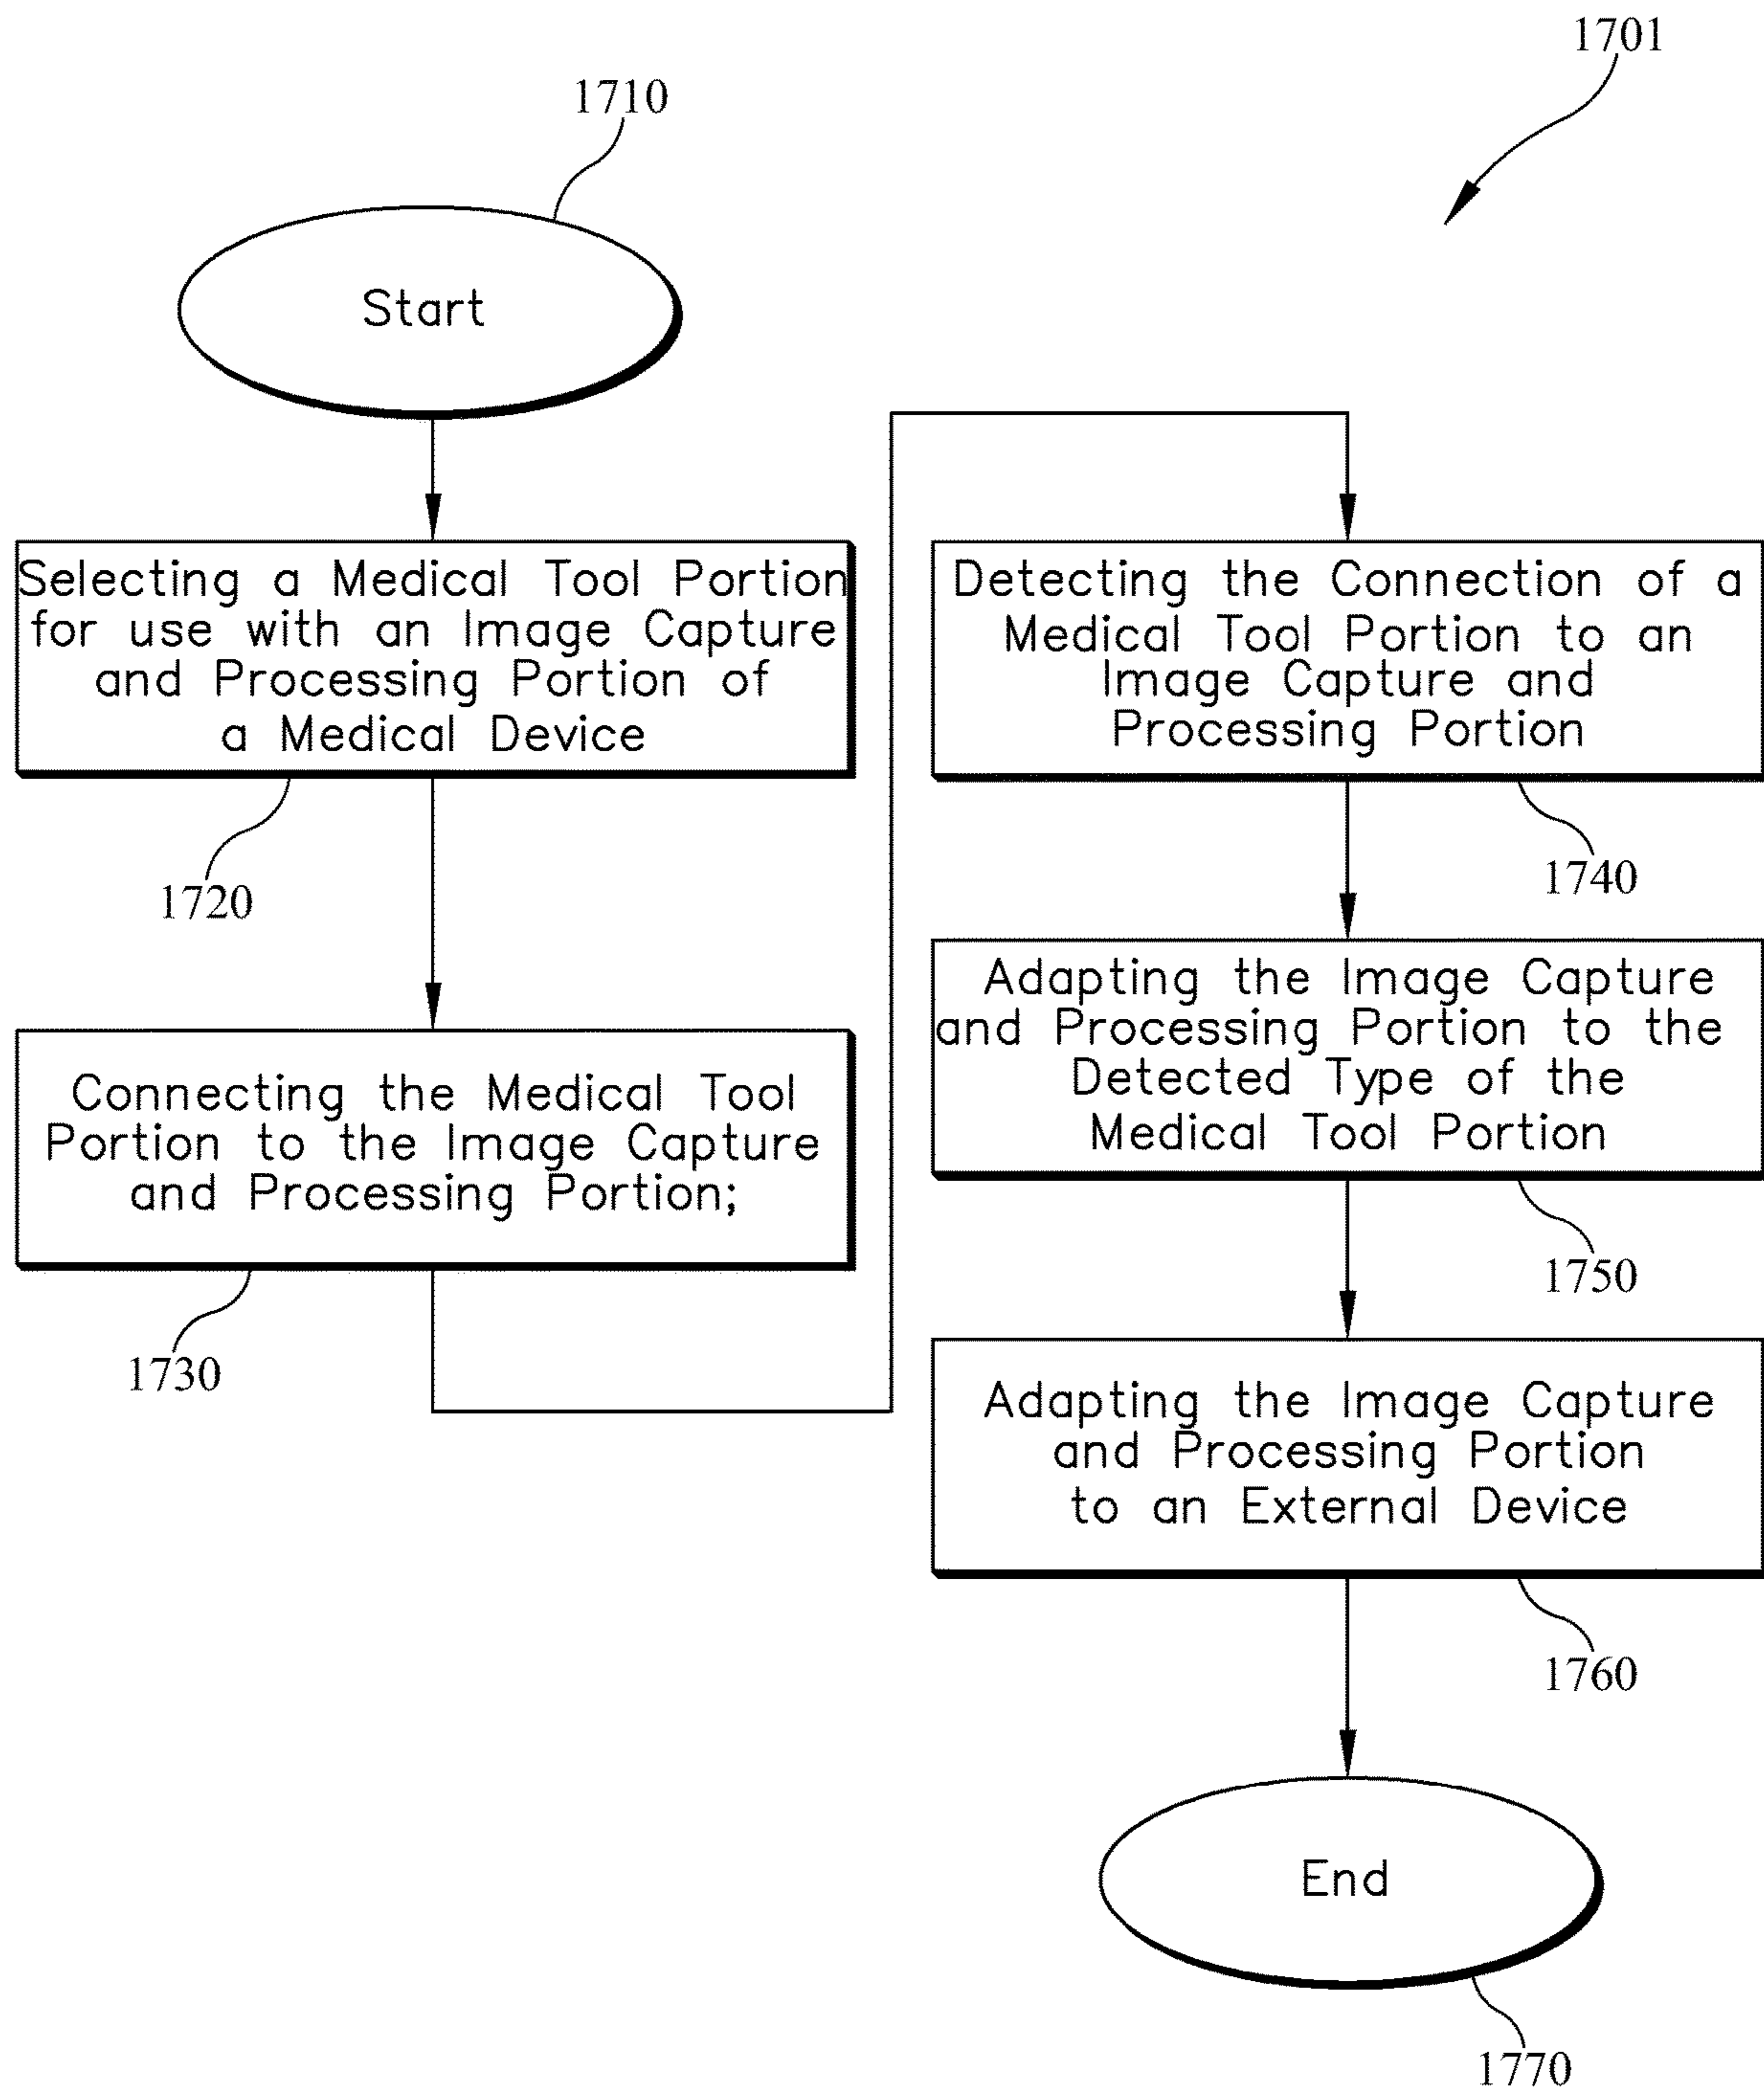 1701
1710
Start
Selecting a Medical Tool Portion
for use with an Image Capture
and Processing Portion of
a Medical Device
1720
Connecting the Medical Tool
Portion to the Image Capture
and Processing Portion;
1730
Detecting the Connection of a
Medical Tool Portion to an
Image Capture and
Processing Portion
1740
Adapting the Image Capture
and Processing Portion to the
Detected Type of the
Medical Tool Portion
1750
Adapting the Image Capture
and Processing Portion
to an External Device
1760
End
1770